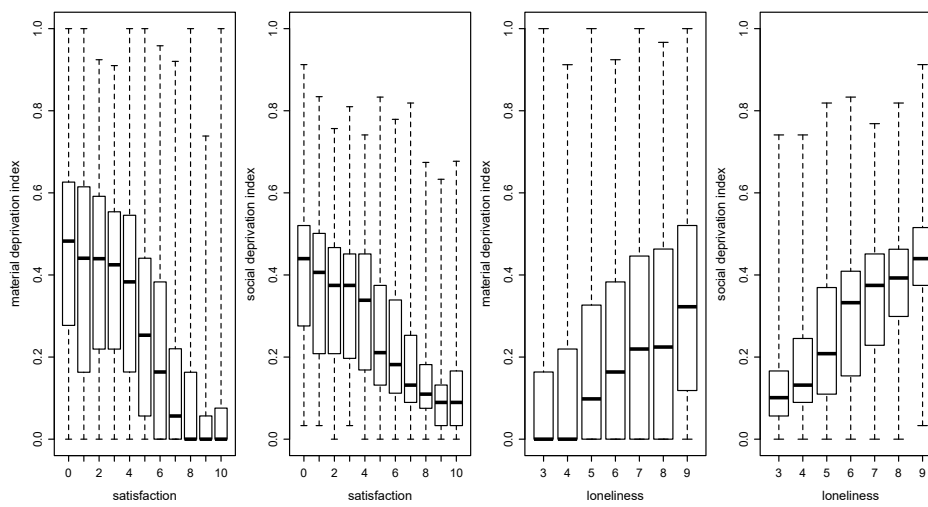 material deprivation index
0.0 0.2 0.4 0.6 0.8 1.0
0 2 4 6 8 10
satisfaction
social deprivation index
0.0 0.2 0.4 0.6 0.8 1.0
0 2 4 6 8 10
satisfaction
material deprivation index
0.0 0.2 0.4 0.6 0.8 1.0
3 4 5 6 7 8 9
loneliness
social deprivation index
0.0 0.2 0.4 0.6 0.8 1.0
3 4 5 6 7 8 9
loneliness